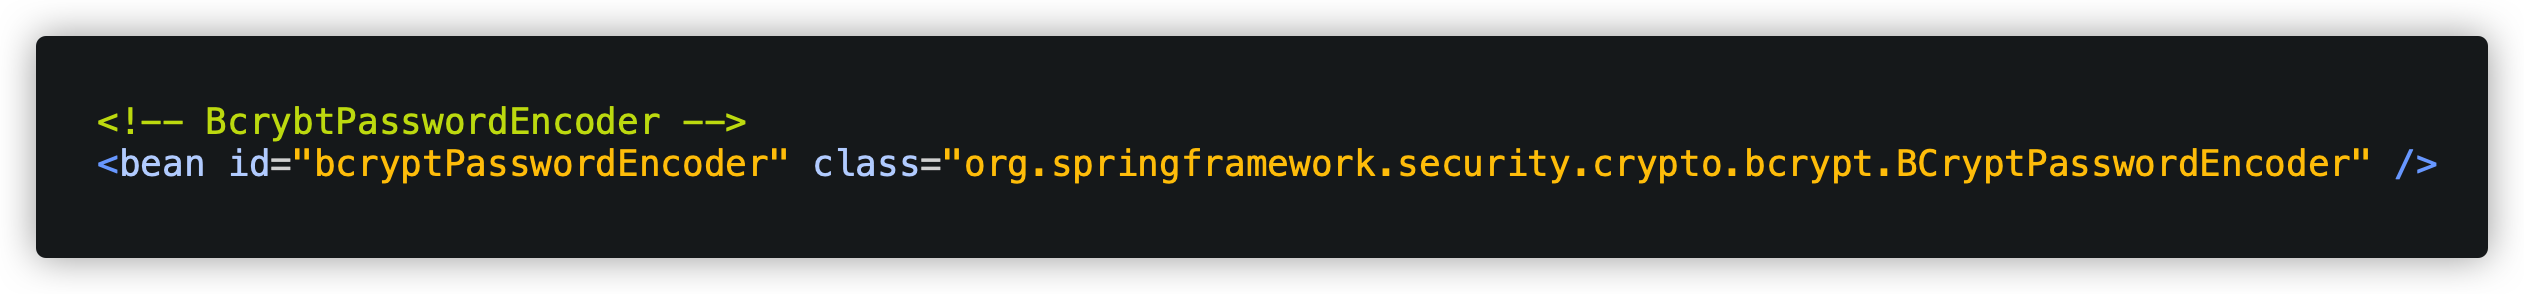 <!-- BcrybtPasswordEncoder -->
<bean id="bcryptPasswordEncoder" class="org.springframework.security.crypto.bcrypt.BCryptPasswordEncoder" />